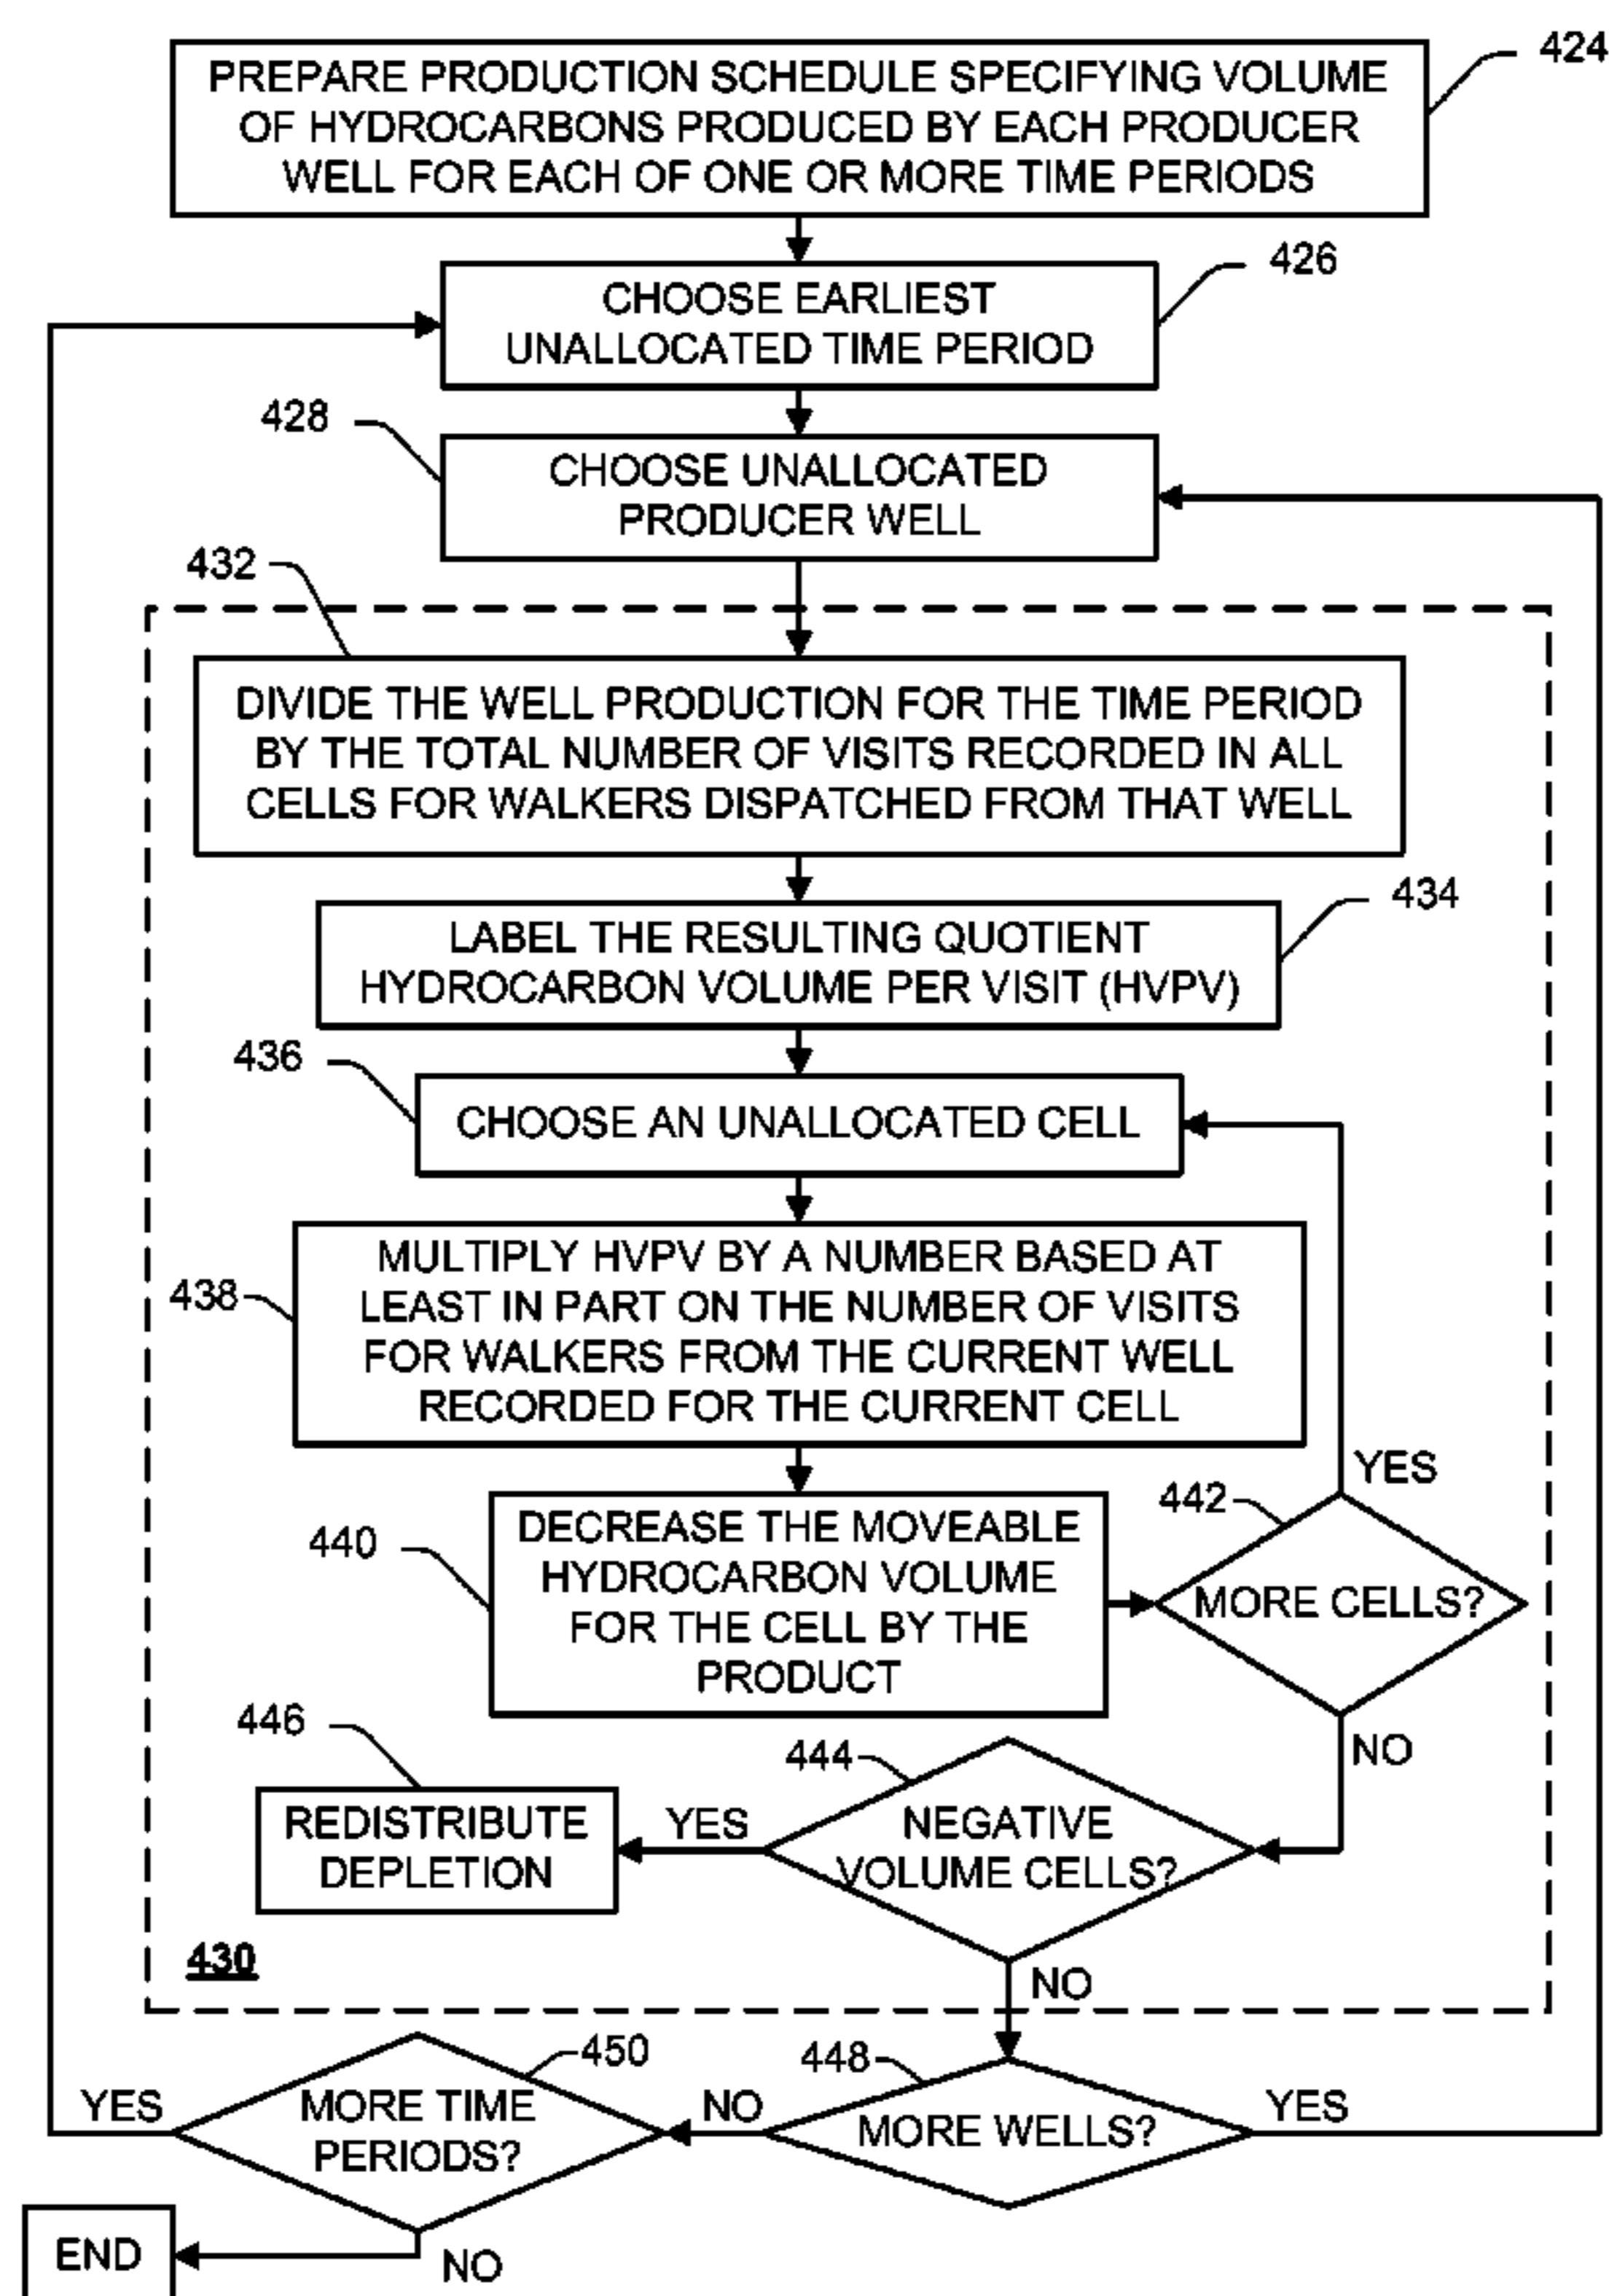 424
PREPARE PRODUCTION SCHEDULE SPECIFYING VOLUME
OF HYDROCARBONS PRODUCED BY EACH PRODUCER
WELL FOR EACH OF ONE OR MORE TIME PERIODS
426
CHOOSE EARLIEST
UNALLOCATED TIME PERIOD
428
CHOOSE UNALLOCATED
PRODUCER WELL
432
DIVIDE THE WELL PRODUCTION FOR THE TIME PERIOD
BY THE TOTAL NUMBER OF VISITS RECORDED IN ALL
CELLS FOR WALKERS DISPATCHED FROM THAT WELL
434
LABEL THE RESULTING QUOTIENT
HYDROCARBON VOLUME PER VISIT (HVPV)
436
CHOOSE AN UNALLOCATED CELL
438
MULTIPLY HVPV BY A NUMBER BASED AT
LEAST IN PART ON THE NUMBER OF VISITS
FOR WALKERS FROM THE CURRENT WELL
RECORDED FOR THE CURRENT CELL
YES
442
440
DECREASE THE MOVEABLE
HYDROCARBON VOLUME
FOR THE CELL BY THE
PRODUCT
MORE CELLS?
NO
446
444
REDISTRIBUTE
DEPLETION
YES
NEGATIVE
VOLUME CELLS?
430
NO
450
448
YES
MORE TIME
PERIODS?
NO
MORE WELLS?
YES
END
NO